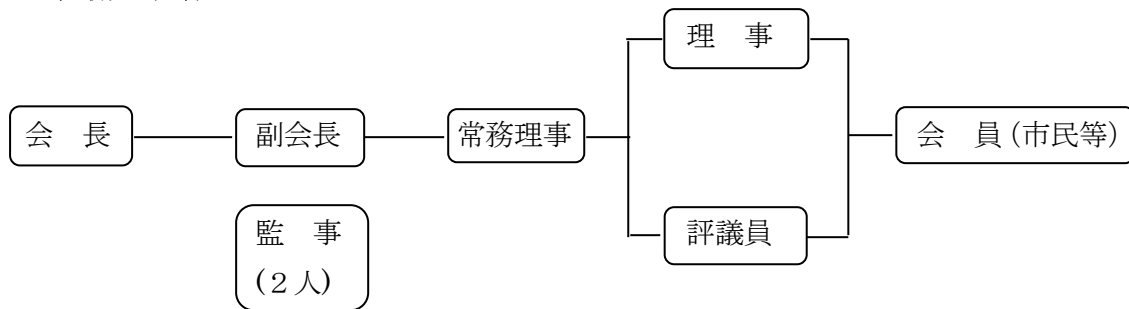 理　事
会　長
副会長
常務理事
会　員(市民等)
監　事
(２人)
評議員